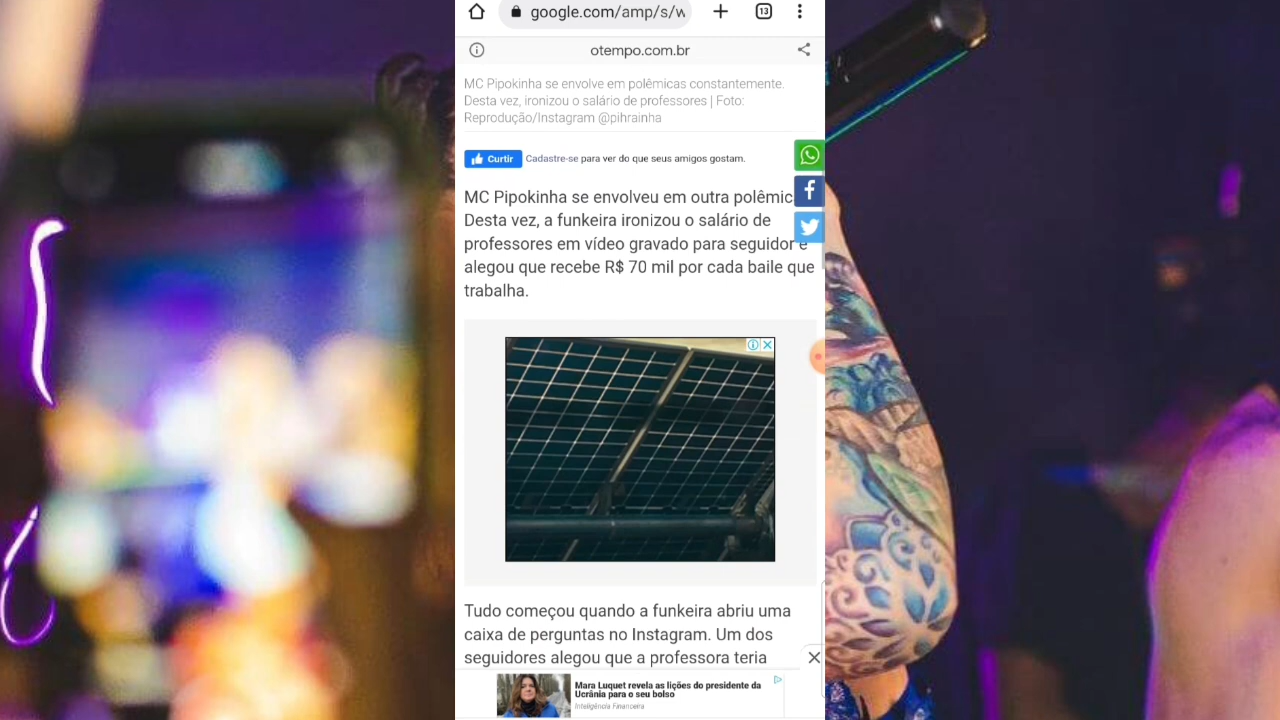 google.com/amp/s/w
13
otempo.com.br
MC Pipokinha se envolve em polêmicas constantemente.
Desta vez, ironizou o salário de professores | Foto:
Reprodução/Instagram @pihrainha
Curtir Cadastre-se para ver do que seus amigos gostam.
MC Pipokinha se envolveu em outra
Desta vez, a funkeira ironizou o salário de
professores em vídeo gravado para seguidor e
alegou que recebe R$ 70 mil por cada baile que
trabalha.
Tudo começou quando a funkeira abriu uma
caixa de perguntas no Instagram. Um dos
seguidores alegou que a professora teria
Mara Luquet revela as lições do presidente da
Ucrânia para o seu bolso
Inteligência Financeira